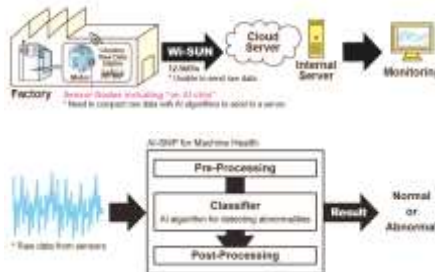 Wi-SUN
Cloud
Server
* Unable to send raw data
Internal
Server
Monitoring
Factory
Motor
Sensor Nodes including "an AI chip"
* Need to compact raw data with AI algorithms to send to a server
AI-SWP for Machine Health
Pre-Processing
Classifier
AI algorithm for detecting abnormalities
Post-Processing
Result
Normal
or
Abnormal
* Raw data from sensors